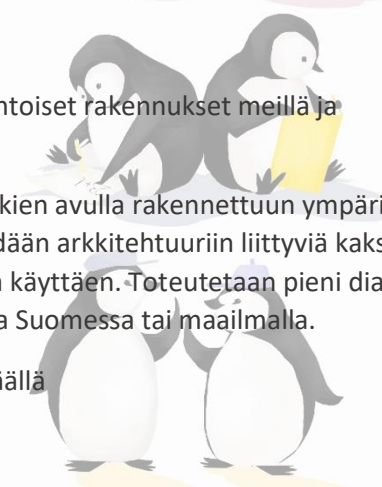 ntoiset rakennukset meillä ja
kien avulla rakennettuun ympäri
dään arkkitehtuuriin liittyviä kaks
käyttäen. Toteutetaan pieni dia
a Suomessa tai maailmalla.
äällä